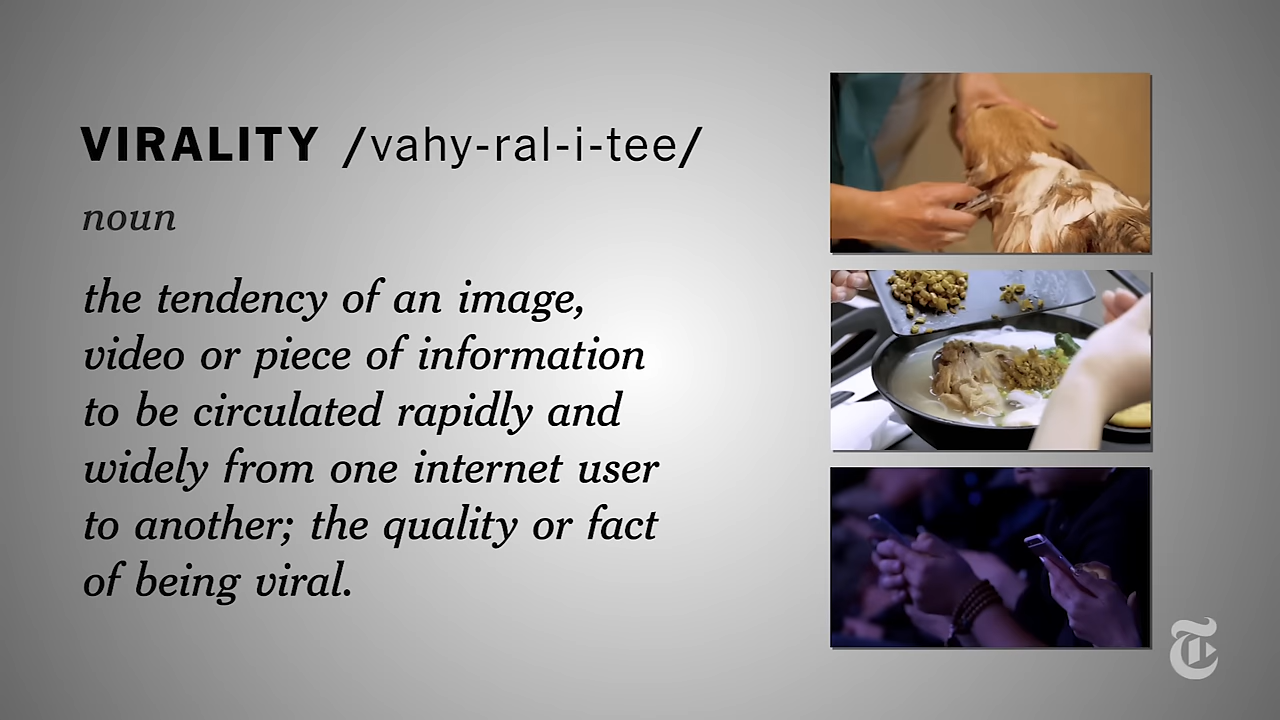 VIRALITY /vahy-ral-i-tee/
noun
the tendency of an image,
video or piece of information
to be circulated rapidly and
widely from one internet user
to another; the quality or fact
of being viral.
T